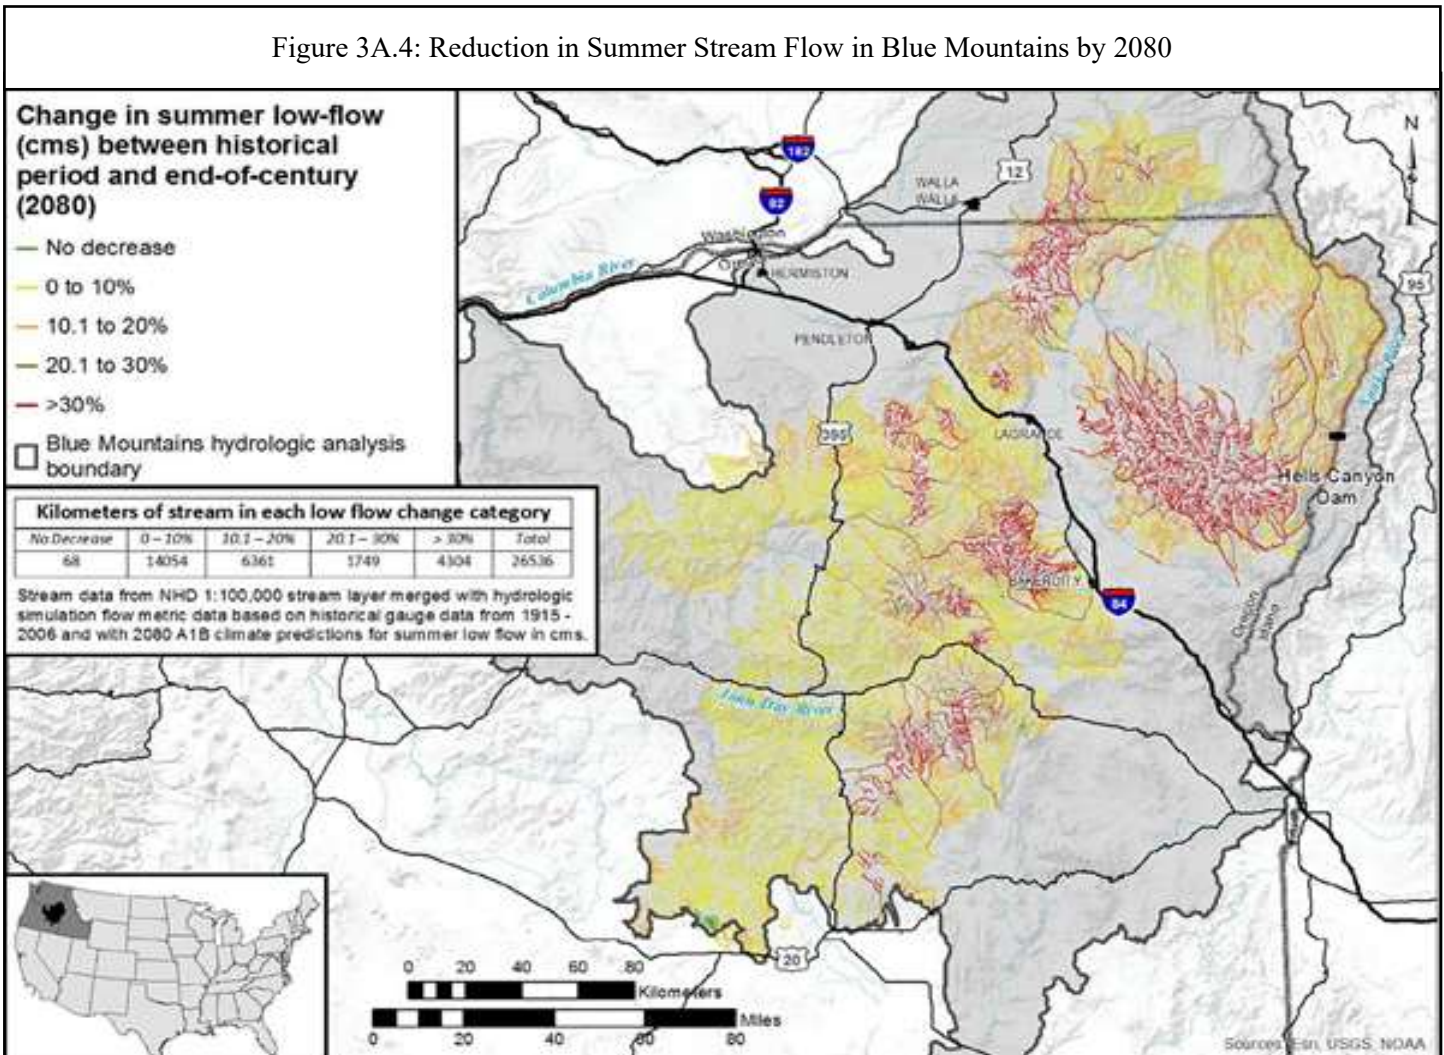 Figure 3A.4: Reduction in Summer Stream Flow in Blue Mountains by 2080
Change in summer low-flow
(cms) between historical
period and end-of-century
(2080)
No decrease
0 to 10%
10.1 to 20%
20.1 to 30%
>30%
Blue Mountains hydrologic analysis
boundary
Kilometers of stream in each low flow change category
No Decrease 0 – 10% 10.1 – 20% 20.1 – 30% > 30% Total
68 14054 6361 1749 4304 26536
Stream data from NHD 1:100,000 stream layer merged with hydrologic
simulation flow metric data based on historical gauge data from 1915 -
2006 and with 2080 A1B climate predictions for summer low flow in cms.
N
182
82
12
WALLA
WALLA
Washington
Columbia River
HERMISTON
95
PENDLETON
395
LAGRANDE
Hells Canyon
Dam
BAKER CITY
84
Oregon
Idaho
John Day River
20
0 20 40 60 80
Kilometers
Miles
0 20 40 60 80
Sources: Esri, USGS, NOAA